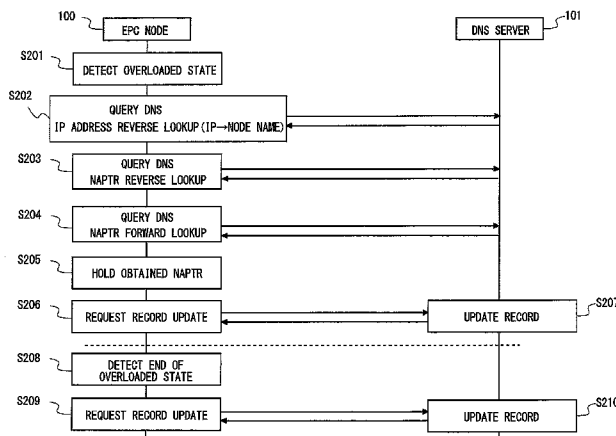 100
101
EPC NODE
DNS SERVER
S201
DETECT OVERLOADED STATE
S202
QUERY DNS
IP ADDRESS REVERSE LOOKUP(IP→NODE NAME)
S203
QUERY DNS
NAPTR REVERSE LOOKUP
S204
QUERY DNS
NAPTR FORWARD LOOKUP
S205
HOLD OBTAINED NAPTR
S206
REQUEST RECORD UPDATE
S207
UPDATE RECORD
S208
DETECT END OF
OVERLOADED STATE
S209
REQUEST RECORD UPDATE
S210
UPDATE RECORD